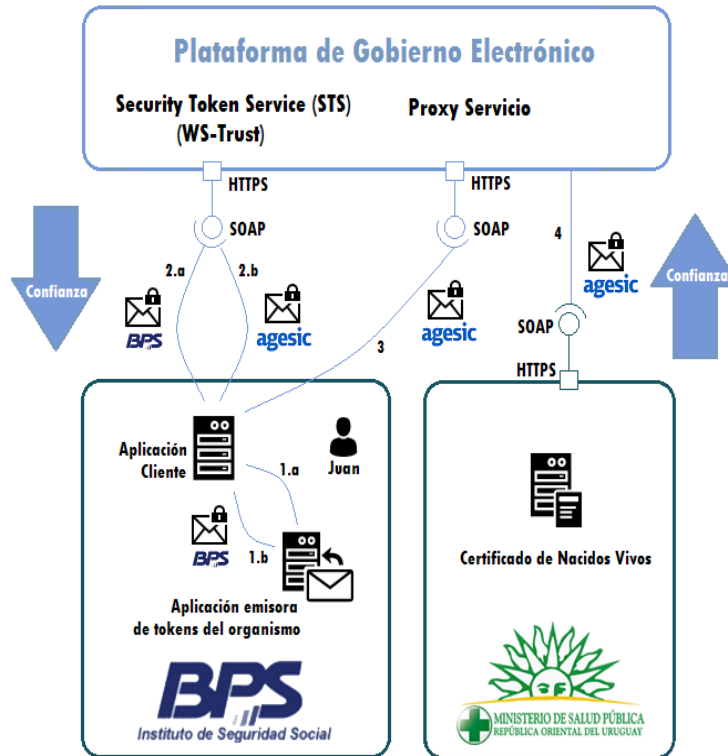 Plataforma de Gobierno Electrónico
Security Token Service (STS)
(WS-Trust)
Proxy Servicio
HTTPS
HTTPS
SOAP
SOAP
4
2.a
2.b
Confianza
Confianza
BPS
agesic
agesic
agesic
3
SOAP
HTTPS
Aplicación
Cliente
Juan
1.a
BPS
1.b
Aplicación emisora
de tokens del organismo
Certificado de Nacidos Vivos
BPS
Instituto de Seguridad Social
MINISTERIO DE SALUD PÚBLICA
REPÚBLICA ORIENTAL DEL URUGUAY